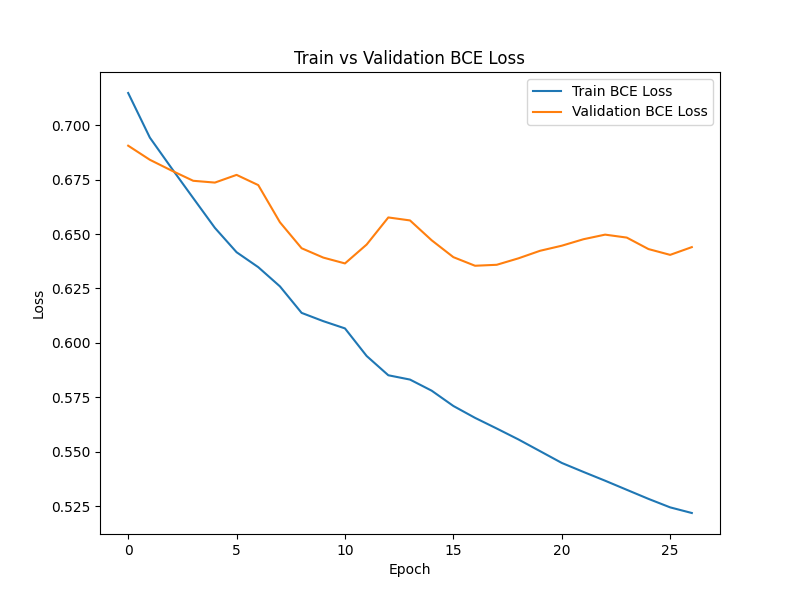 Train vs Validation BCE Loss
Train BCE Loss
Validation BCE Loss
0.700
0.675
0.650
0.625
0.600
0.575
0.550
0.525
Loss
0 5 10 15 20 25
Epoch